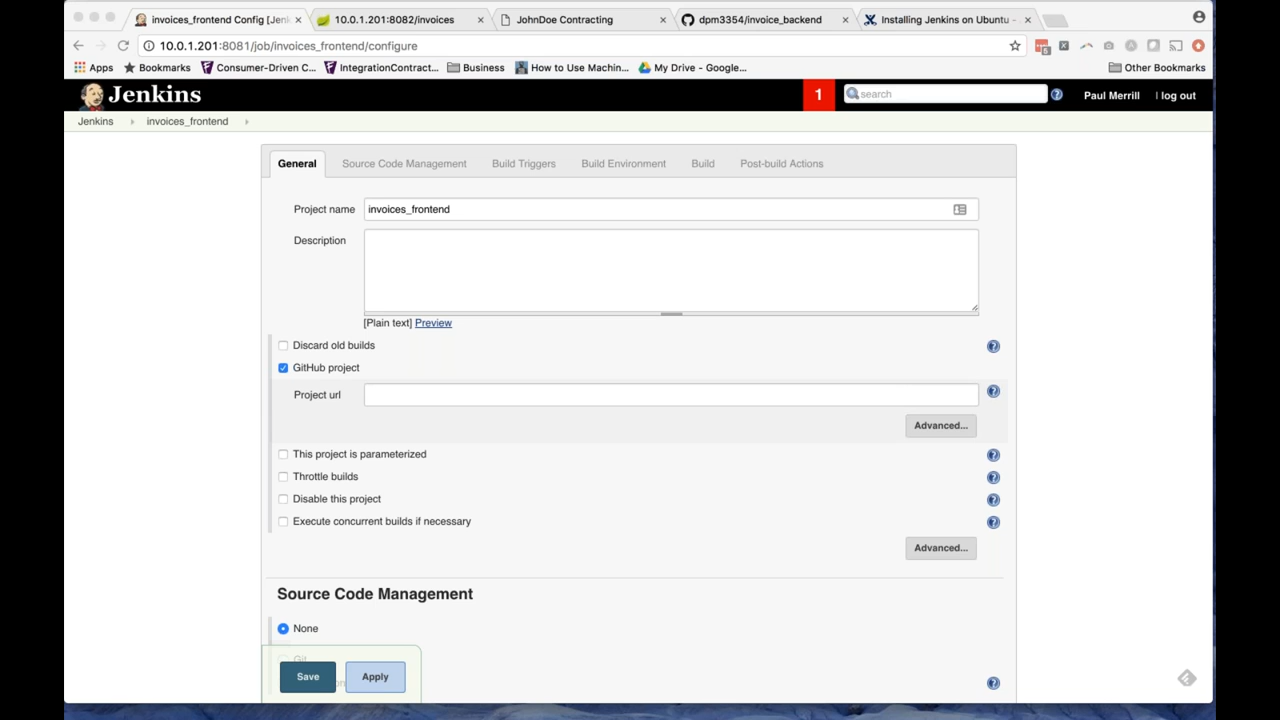 invoices_frontend Config [Jenk
10.0.1.201:8082/invoices
JohnDoe Contracting
dpm3354/invoice_backend
Installing Jenkins on Ubuntu -
10.0.1.201:8081/job/invoices_frontend/configure
Apps
Bookmarks
Consumer-Driven C...
IntegrationContract...
Business
How to Use Machin...
My Drive - Google...
Other Bookmarks
Jenkins
1
search
Paul Merrill
| log out
Jenkins
invoices_frontend
General
Source Code Management
Build Triggers
Build Environment
Build
Post-build Actions
Project name
invoices_frontend
Description
[Plain text] Preview
Discard old builds
GitHub project
Project url
Advanced...
This project is parameterized
Throttle builds
Disable this project
Execute concurrent builds if necessary
Advanced...
Source Code Management
None
Git
Save
Apply